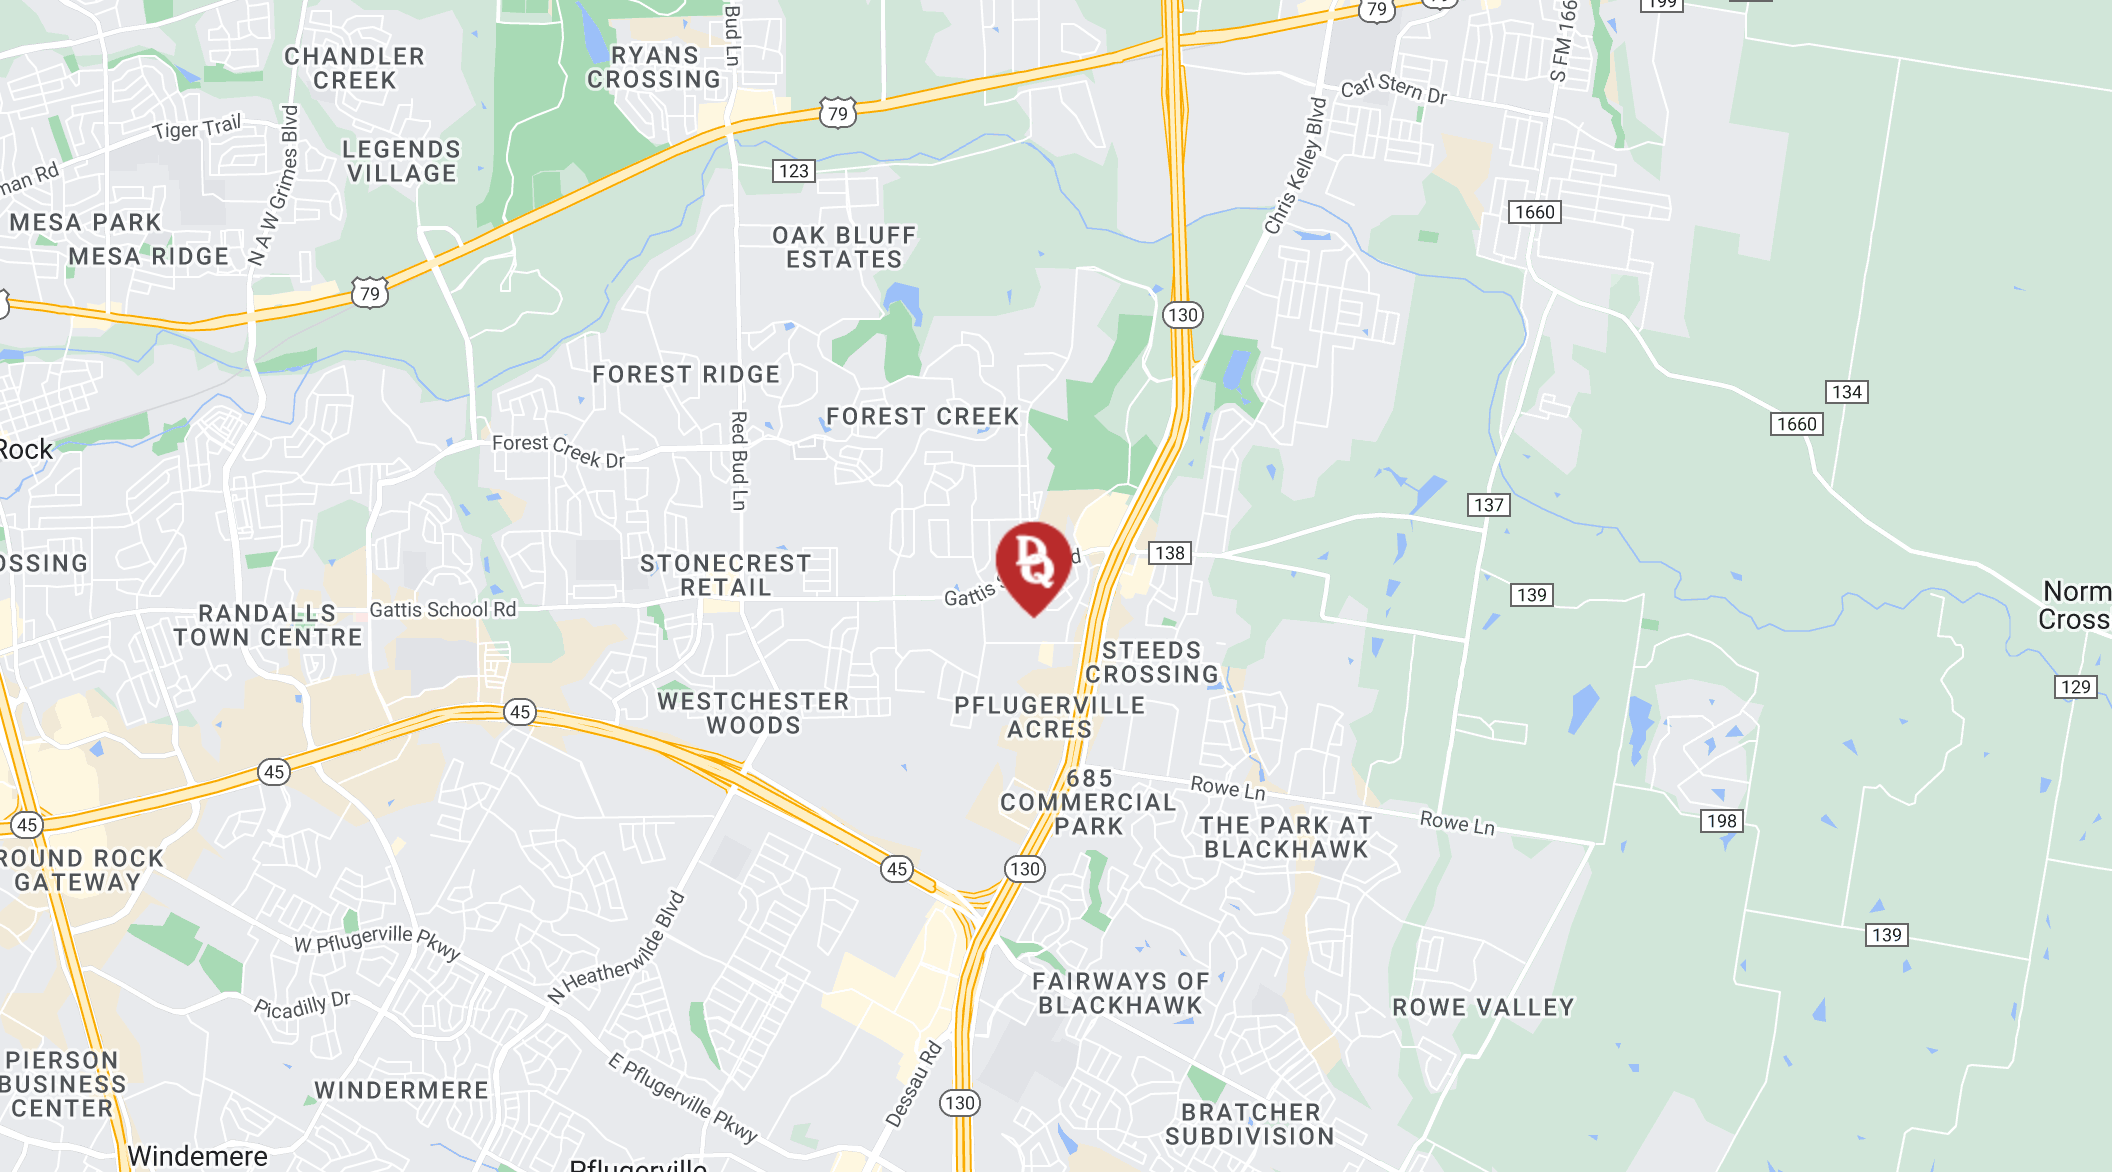 79
199
Bud Ln
CHANDLER
CREEK
RYANS
CROSSING
S FM 166
Carl Stern Dr
79
Tiger Trail
N A W Grimes Blvd
LEGENDS
VILLAGE
123
Chris Kelley Blvd
man Rd
MESA PARK
MESA RIDGE
1660
OAK BLUFF
ESTATES
79
130
FOREST RIDGE
134
FOREST CREEK
1660
Red Bud Ln
Rock
Forest Creek Dr
137
OSSING
STONECREST
RETAIL
DQ
138
Gattis S
d
139
Norm
Cross
RANDALLS
TOWN CENTRE
Gattis School Rd
STEEDS
CROSSING
129
WESTCHESTER
WOODS
PFLUGERVILLE
ACRES
45
45
685
COMMERCIAL
PARK
Rowe Ln
Rowe Ln
198
45
THE PARK AT
BLACKHAWK
ROUND ROCK
GATEWAY
45
130
W Pflugerville Pkwy
N Heatherwilde Blvd
139
Picadilly Dr
FAIRWAYS OF
BLACKHAWK
ROWE VALLEY
PIERSON
BUSINESS
CENTER
WINDERMERE
E Pflugerville Pkwy
Dessau Rd
130
BRATCHER
SUBDIVISION
Windemere
Pflugerville